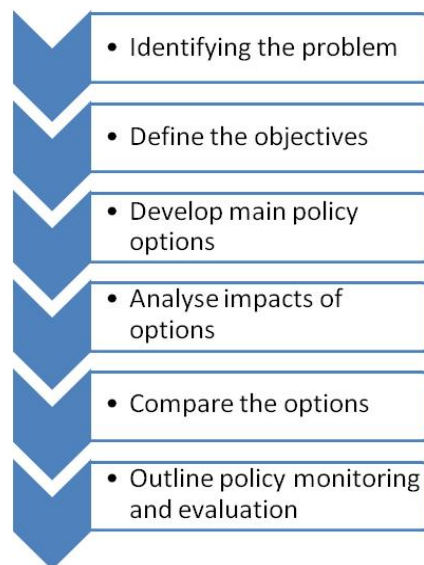 • Identifying the problem
• Define the objectives
• Develop main policy
options
• Analyse impacts of
options
• Compare the options
• Outline policy monitoring
and evaluation